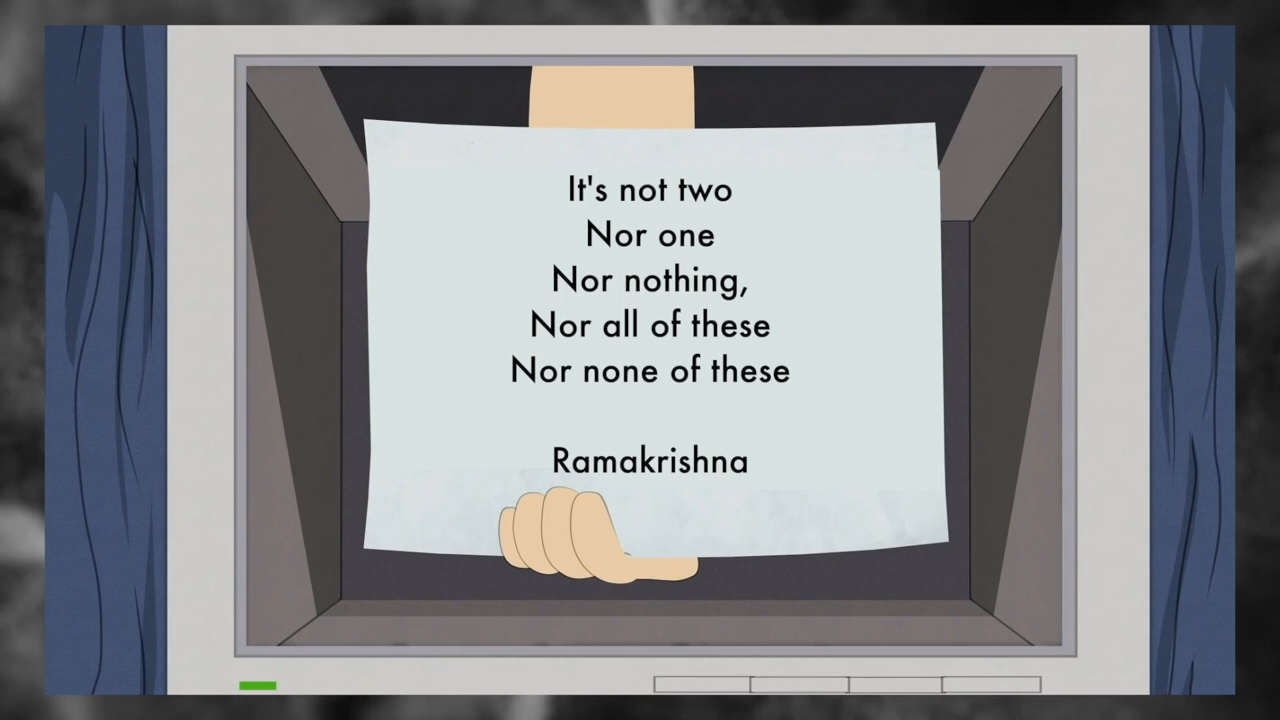 It's not two
Nor one
Nor nothing,
Nor all of these
Nor none of these
Ramakrishna